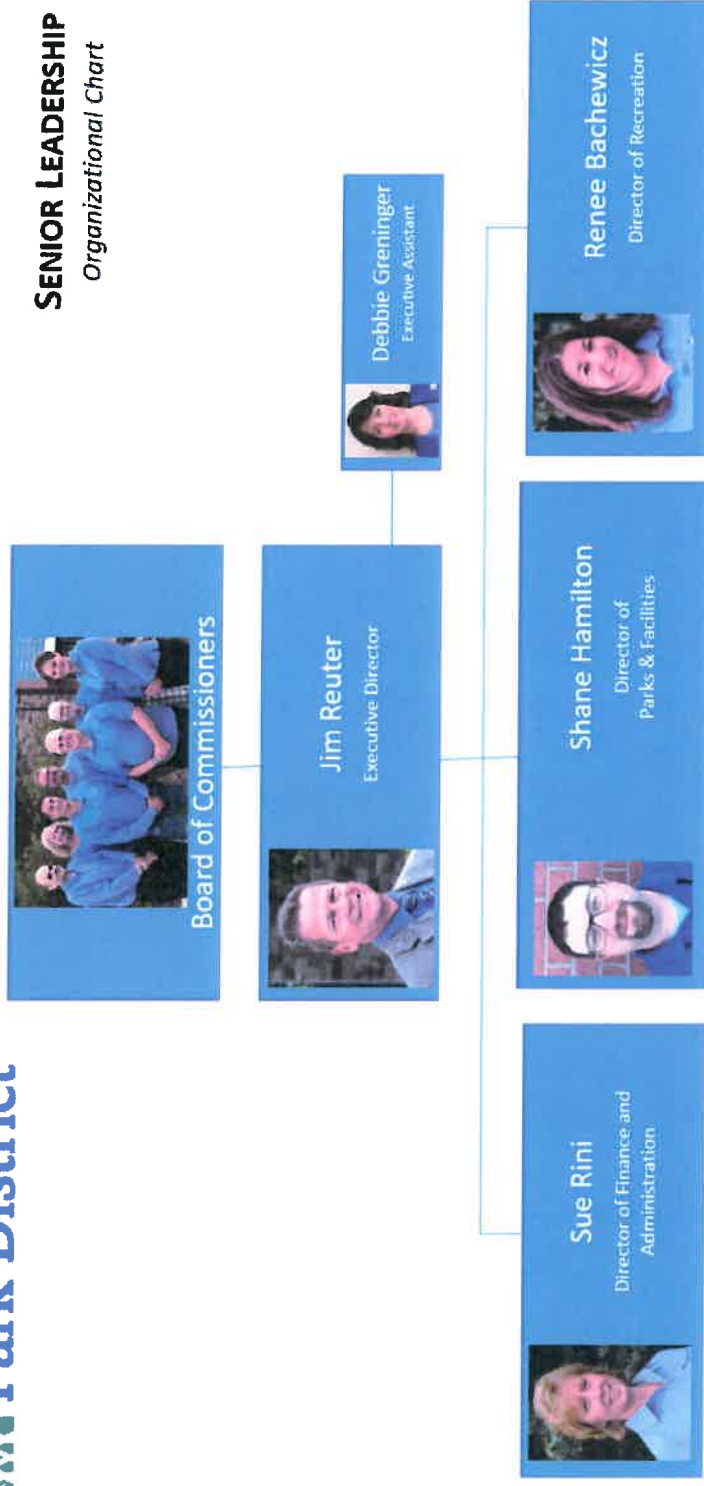 Park District
SENIOR LEADERSHIP
Organizational Chart
Board of Commissioners
Jim Reuter
Executive Director
Debbie Greninger
Executive Assistant
Sue Rini
Director of Finance and
Administration
Shane Hamilton
Director of
Parks & Facilities
Renee Bachewicz
Director of Recreation